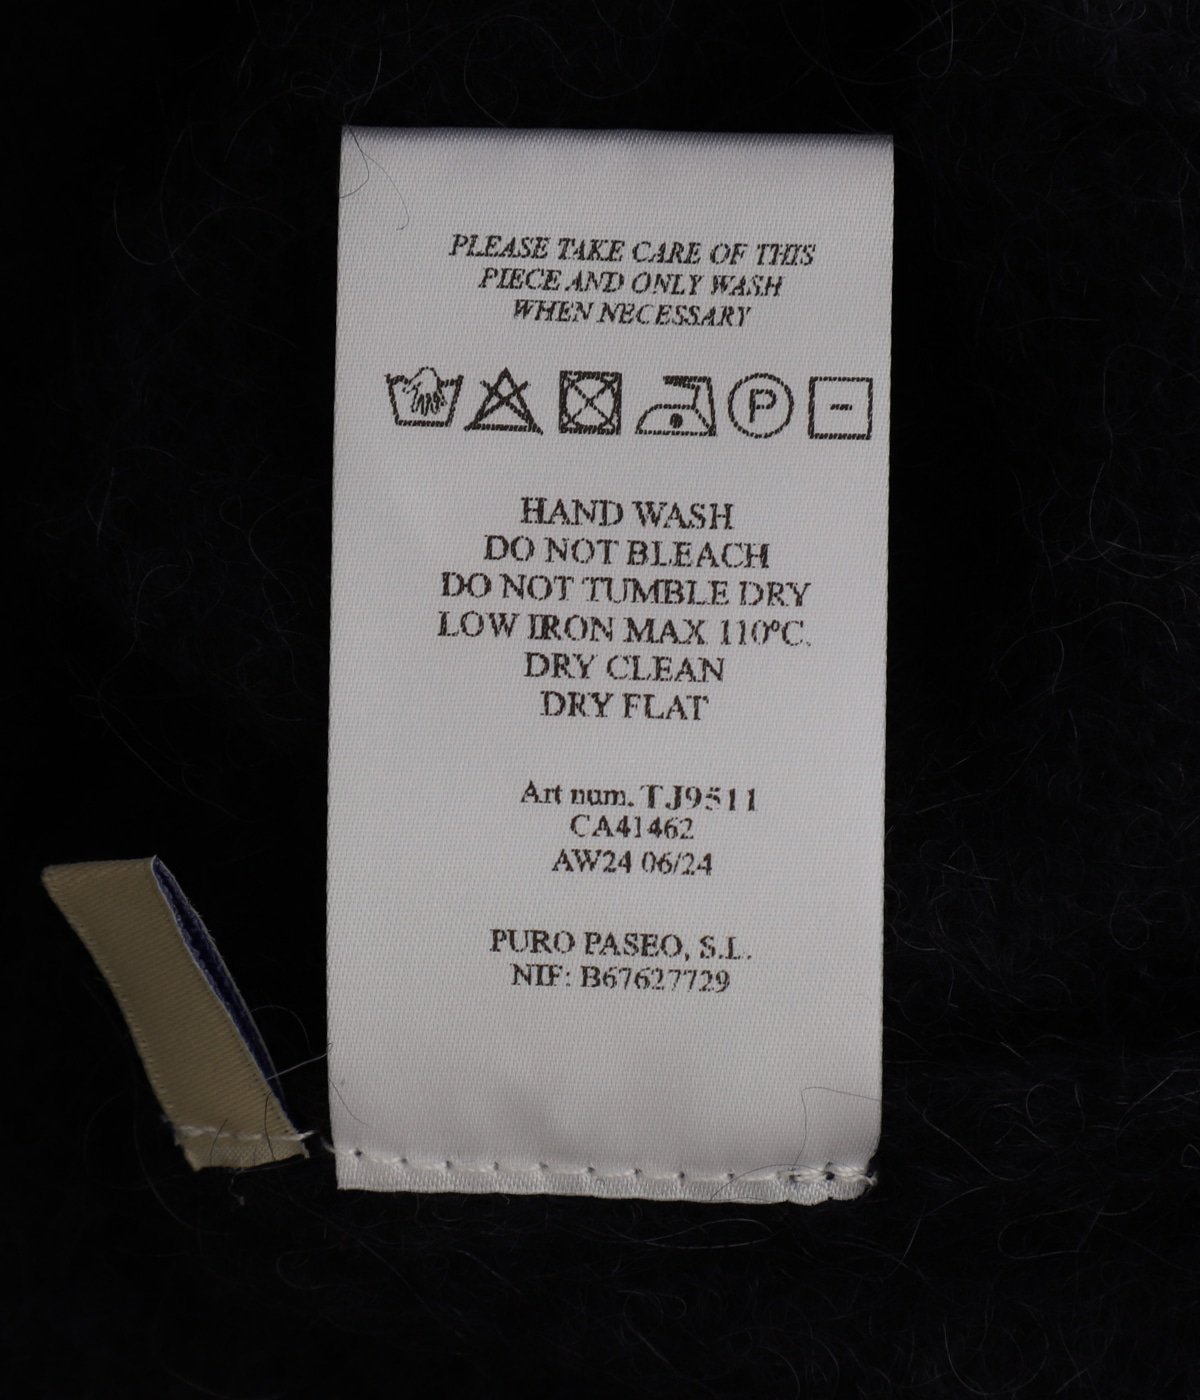 PLEASE TAKE CARE OF THIS
PIECE AND ONLY WASH
WHEN NECESSARY
P
HAND WASH
DO NOT BLEACH
DO NOT TUMBLE DRY
LOW IRON MAX 110ºC.
DRY CLEAN
DRY FLAT
Art num. TJ9511
CA41462
AW24 06/24
PURO PASEO, S.L.
NIF: B67627729